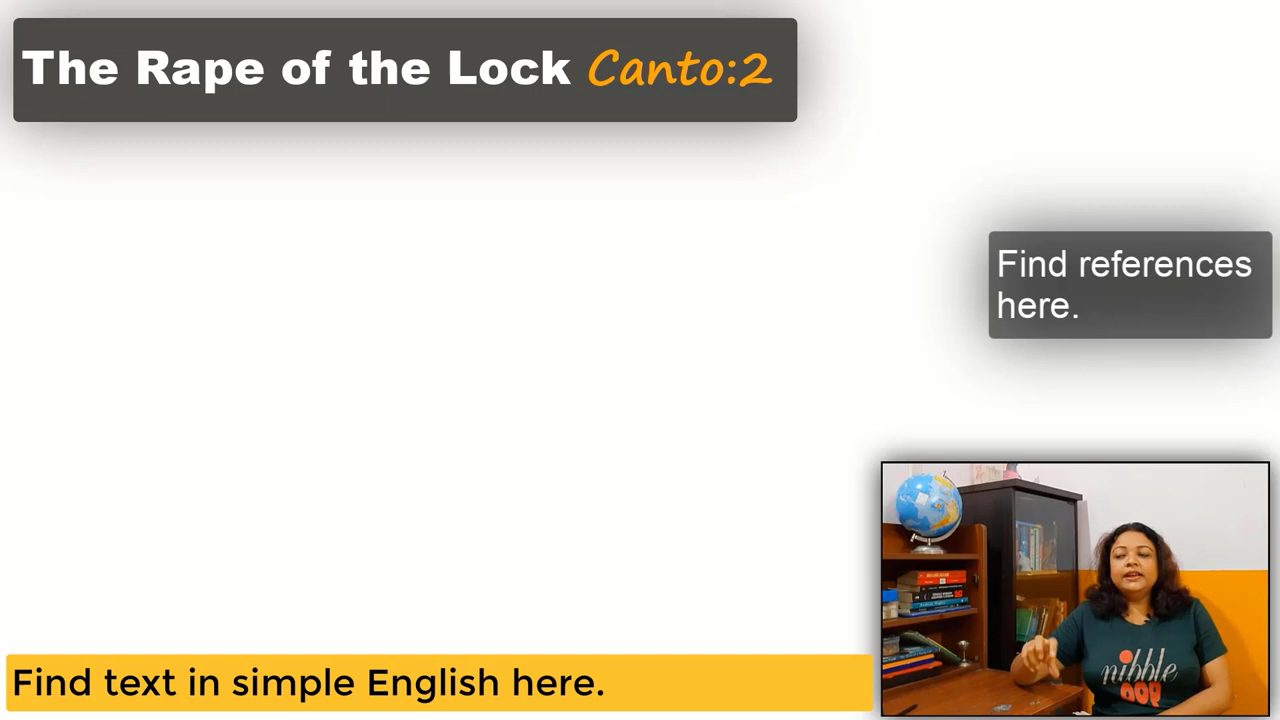 The Rape of the Lock Canto:2
Find references
here.
Find text in simple English here.
nibble